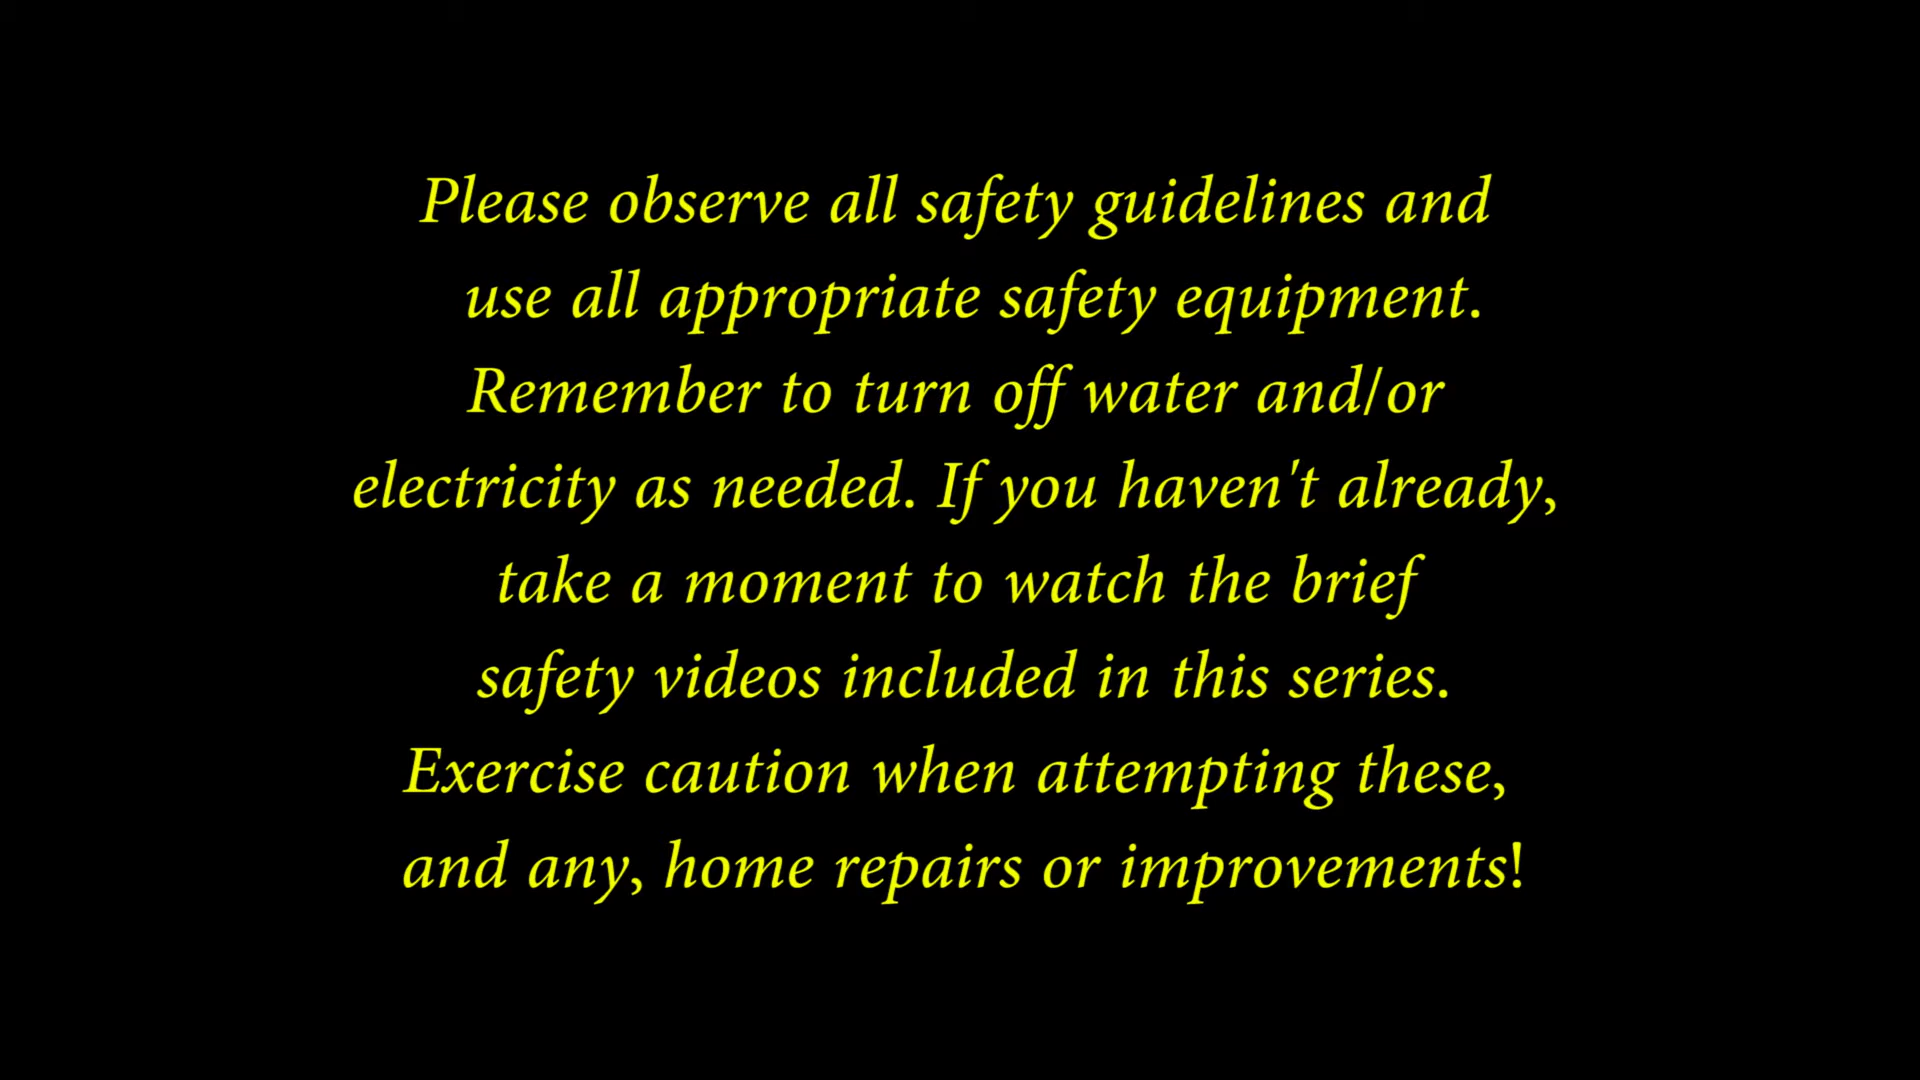 Please observe all safety guidelines and
use all appropriate safety equipment.
Remember to turn off water and/or
electricity as needed. If you haven't already,
take a moment to watch the brief
safety videos included in this series.
Exercise caution when attempting these,
and any, home repairs or improvements!